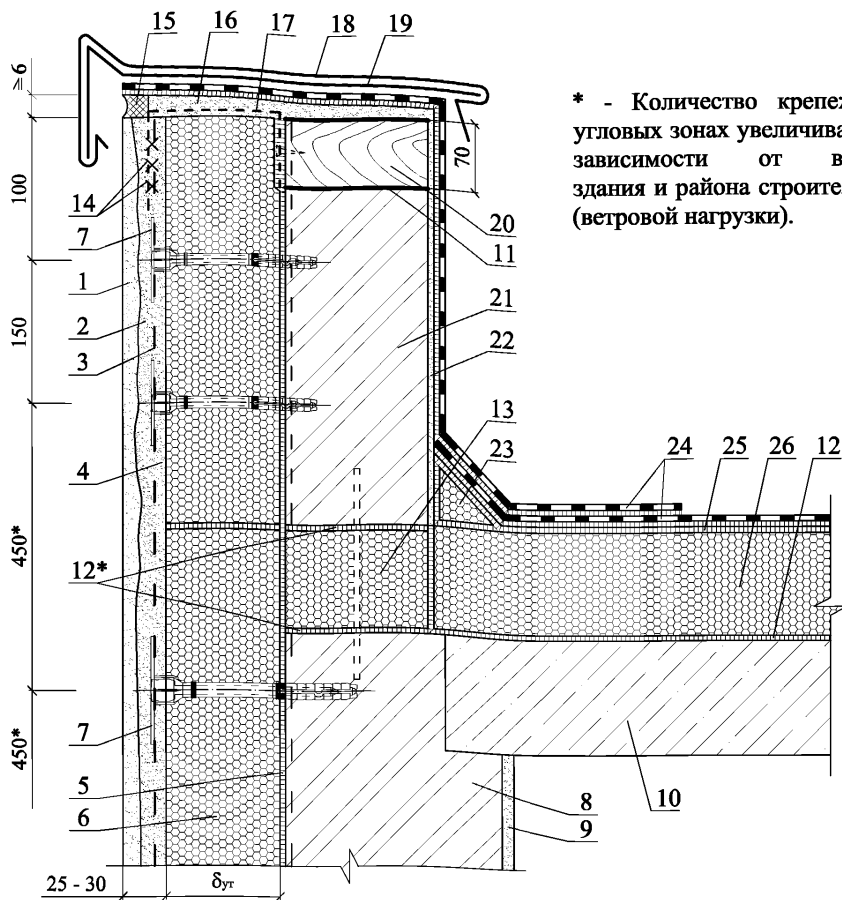 15 16 17 18 19
≥ 6
* - Количество крепеж
угловых зонах увеличива
зависимости от в
здания и района строител
(ветровой нагрузки).
70
100
14
7
20
11
1
21
150
2
22
3
13
4
23
24 25 26 12
450*
12*
7
450*
5
6
8
9
10
25 - 30
δут